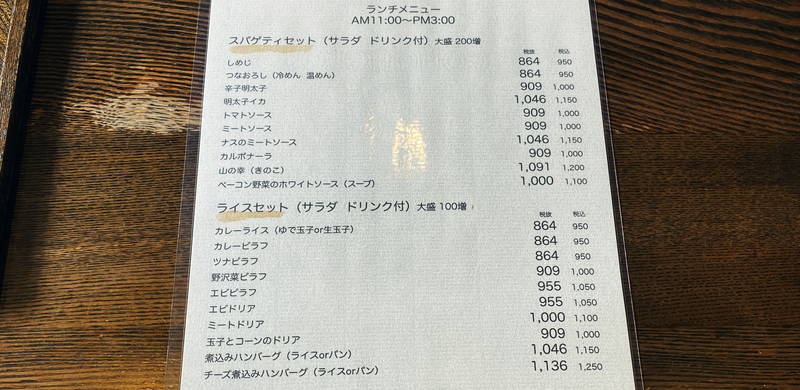 ランチメニュー
AM11:00〜PM3:00
スパゲティセット（サラダ ドリンク付）大盛 200増
税抜 税込
しめじ 864 950
つなおろし（冷めん 温めん） 864 950
辛子明太子 909 1,000
明太子イカ 1,046 1,150
トマトソース 909 1,000
ミートソース 909 1,000
ナスのミートソース 1,046 1,150
カルボナーラ 909 1,000
山の幸（きのこ） 1,091 1,200
ベーコン野菜のホワイトソース（スープ） 1,000 1,100
ライスセット（サラダ ドリンク付）大盛 100増
税抜 税込
カレーライス（ゆで玉子or生玉子） 864 950
カレーピラフ 864 950
ツナピラフ 864 950
野沢菜ピラフ 909 1,000
エビピラフ 955 1,050
エビドリア 955 1,050
ミートドリア 1,000 1,100
玉子とコーンのドリア 909 1,000
煮込みハンバーグ（ライスorパン） 1,046 1,150
チーズ煮込みハンバーグ（ライスorパン） 1,136 1,250